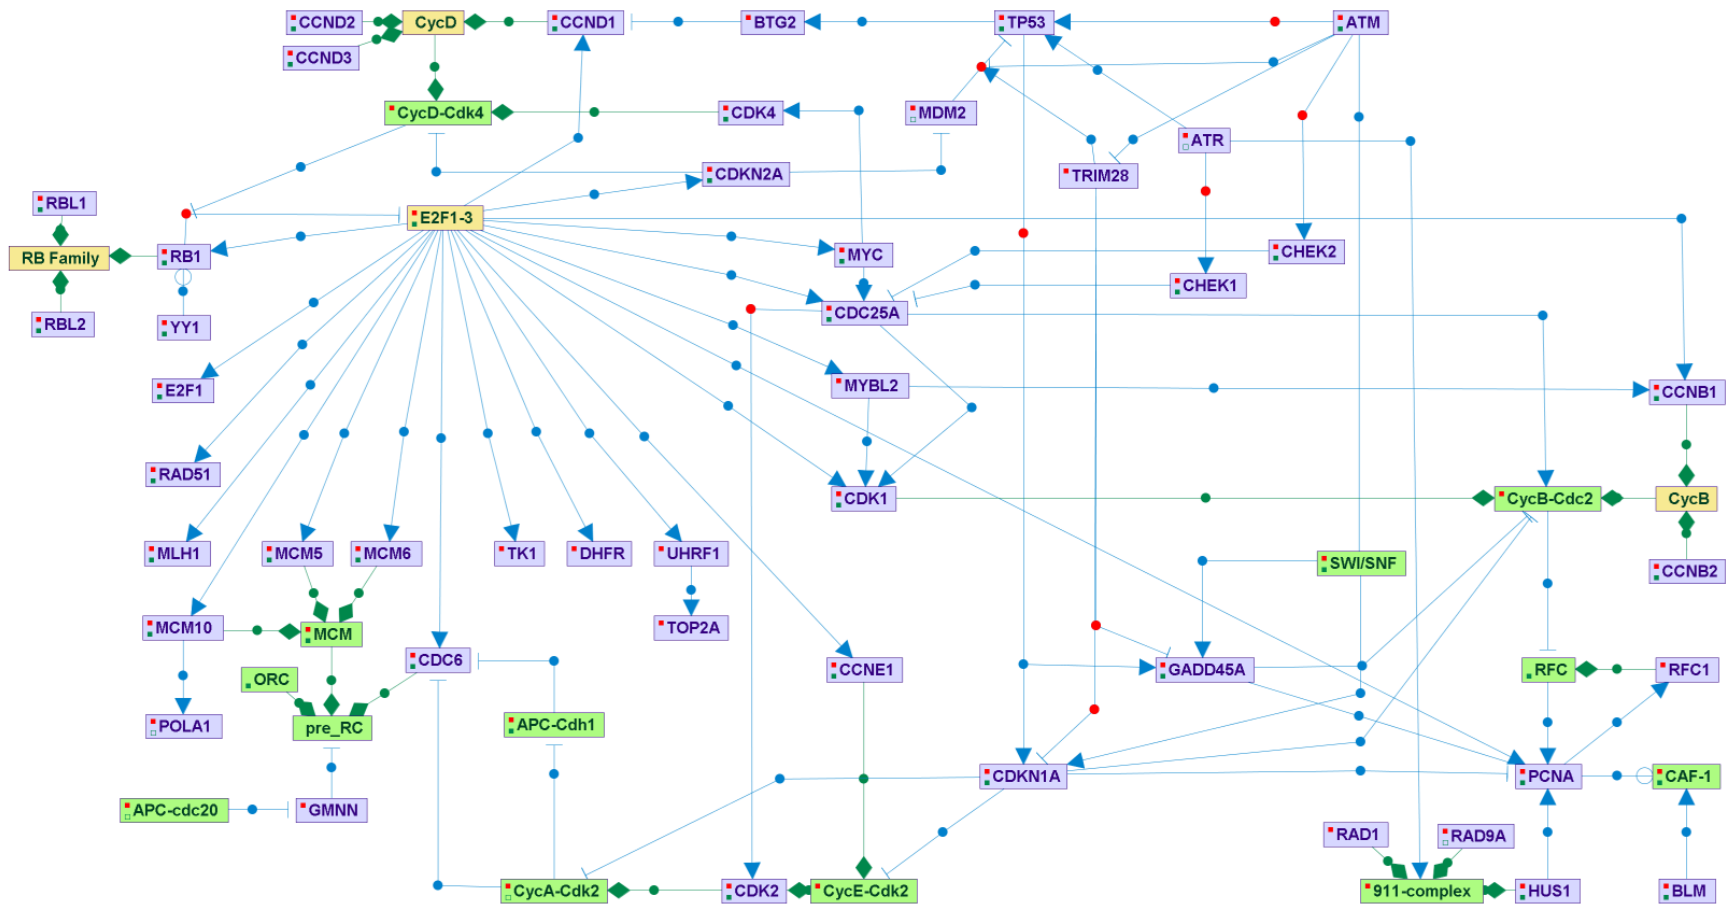 CCND2
CycD
CCND1
BTG2
TP53
ATM
CCND3
CycD-Cdk4
CDK4
MDM2
ATR
CDKN2A
TRIM28
RBL1
E2F1-3
RB Family
RB1
MYC
CHEK2
CHEK1
RBL2
YY1
CDC25A
E2F1
MYBL2
CCNB1
RAD51
CDK1
CycB-Cdc2
CycB
MLH1
MCM5
MCM6
TK1
DHFR
UHRF1
SWI/SNF
CCNB2
MCM10
MCM
TOP2A
CDC6
CCNE1
GADD45A
RFC
RFC1
ORC
POLA1
pre_RC
APC-Cdh1
CDKN1A
PCNA
CAF-1
APC-cdc20
GMNN
RAD1
RAD9A
CycA-Cdk2
CDK2
CycE-Cdk2
911-complex
HUS1
BLM